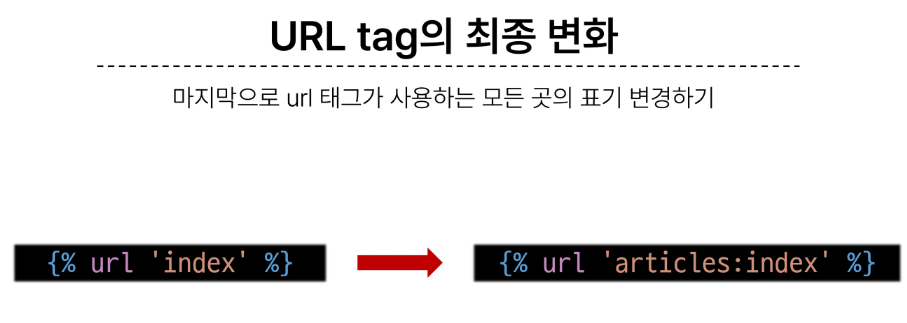 URL tag의 최종 변화
마지막으로 url 태그가 사용하는 모든 곳의 표기 변경하기
{% url 'index' %}
{% url 'articles:index' %}